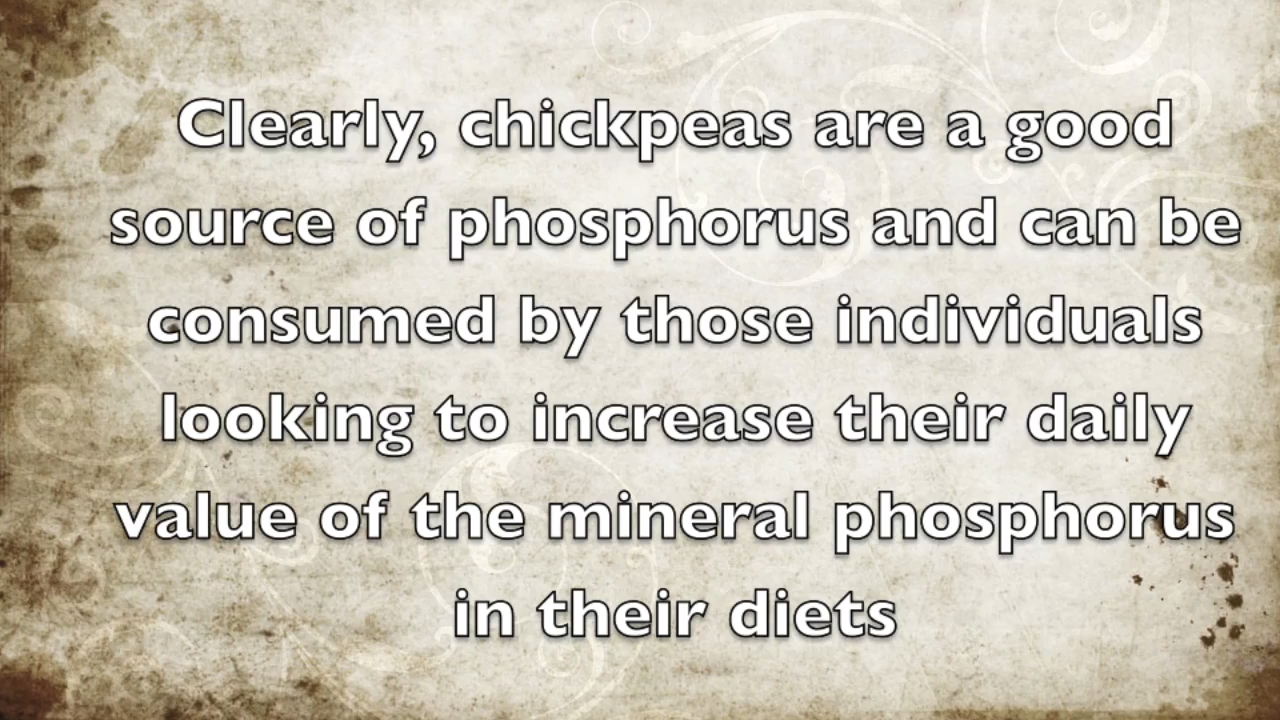 Clearly, chickpeas are a good
source of phosphorus and can be
consumed by those individuals
looking to increase their daily
value of the mineral phosphorus
in their diets